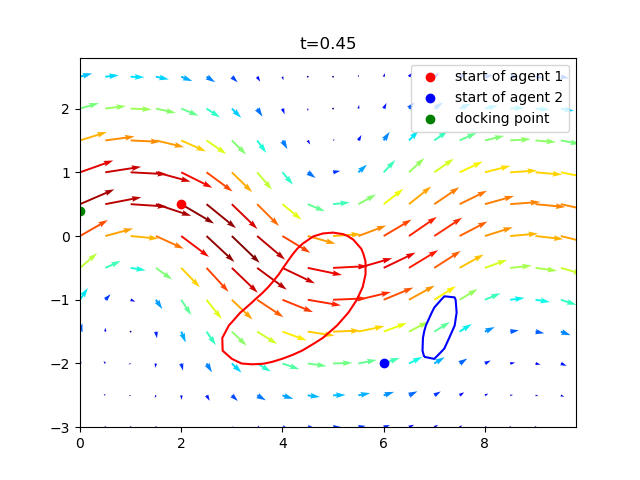 t=0.45
start of agent 1
start of agent 2
docking point
2
1
0
−1
−2
−3
0 2 4 6 8